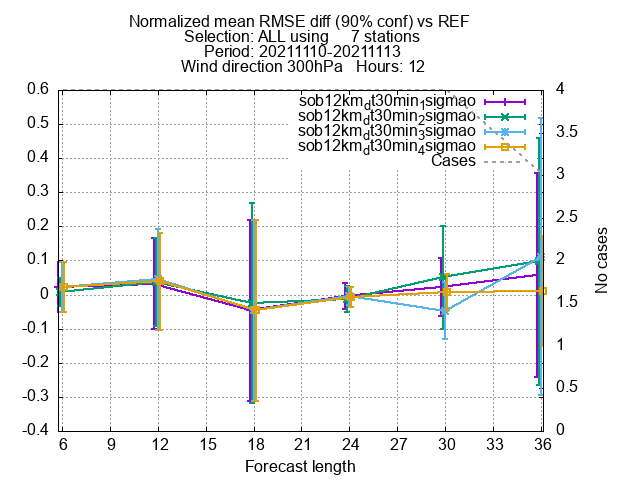 Normalized mean RMSE diff (90% conf) vs REF
Selection: ALL using     7 stations
Period: 20211110-20211113
Wind direction 300hPa   Hours: 12
sob12km_dt30min_1sigmao
sob12km_dt30min_2sigmao
sob12km_dt30min_3sigmao
sob12km_dt30min_4sigmao
Cases
0.6
0.5
0.4
0.3
0.2
0.1
0
-0.1
-0.2
-0.3
-0.4
4
3.5
3
2.5
2
1.5
1
0.5
0
No cases
6 9 12 15 18 21 24 27 30 33 36
Forecast length